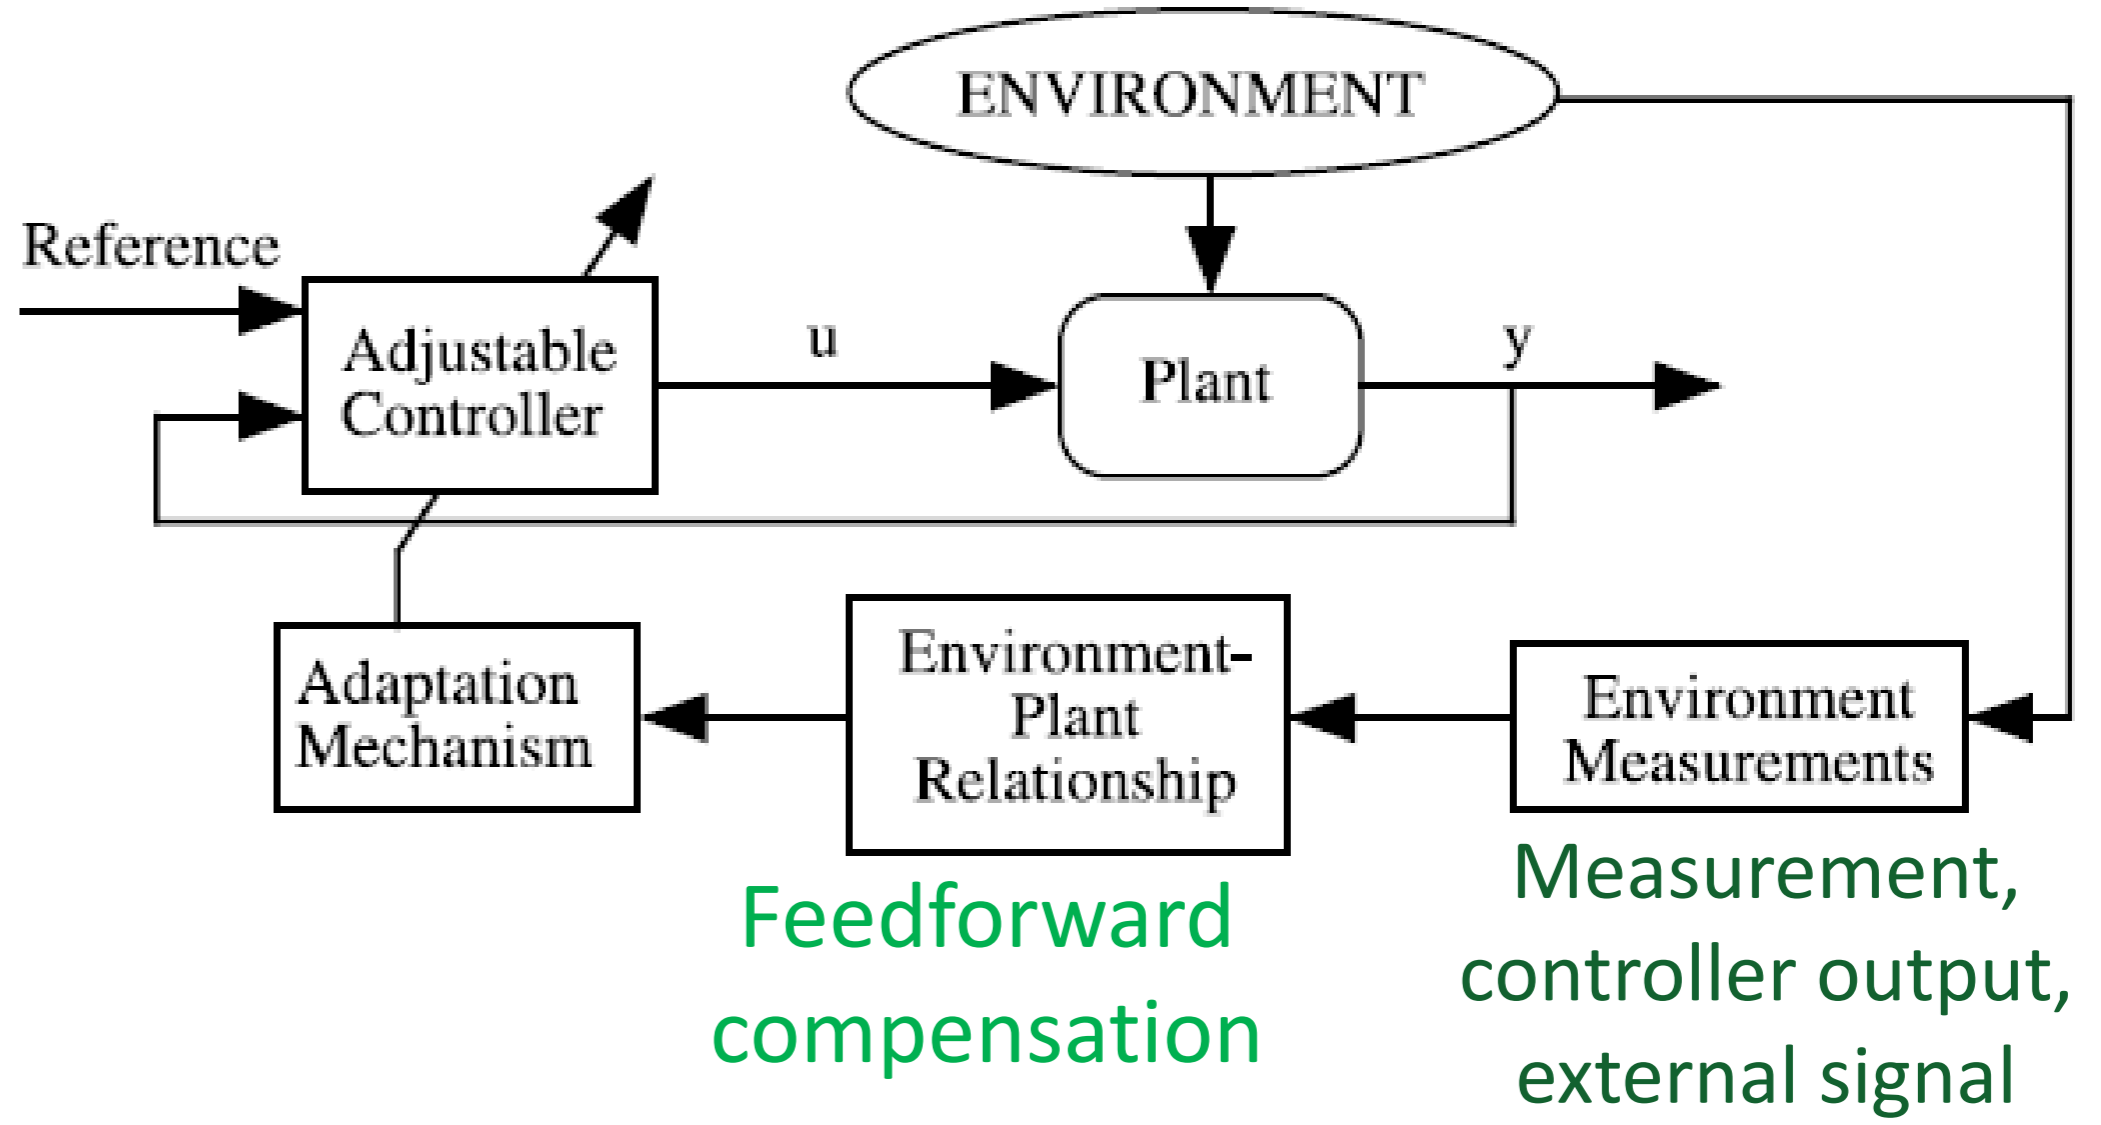 ENVIRONMENT
Reference
Adjustable
Controller
u
Plant
y
Adaptation
Mechanism
Environment-
Plant
Relationship
Environment
Measurements
Feedforward
compensation
Measurement,
controller output,
external signal